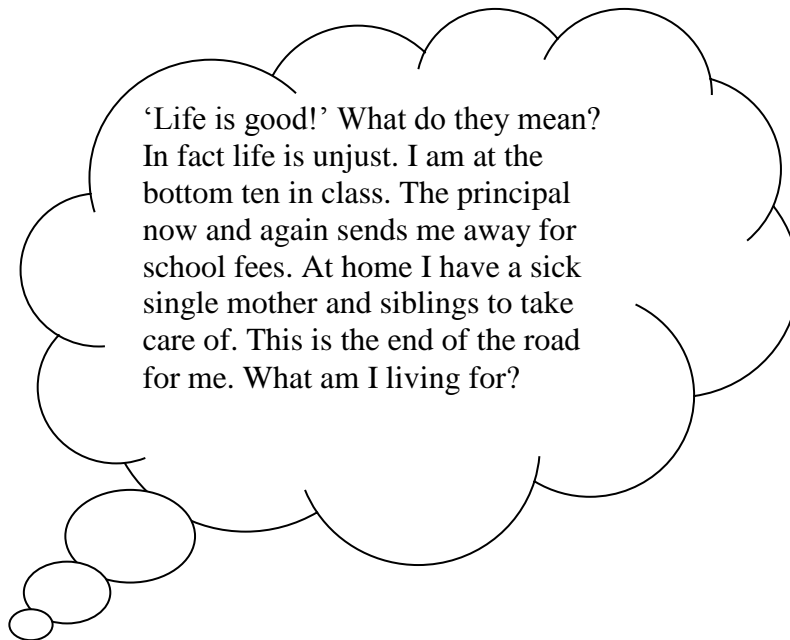 ‘Life is good!’ What do they mean?
In fact life is unjust. I am at the
bottom ten in class. The principal
now and again sends me away for
school fees. At home I have a sick
single mother and siblings to take
care of. This is the end of the road
for me. What am I living for?